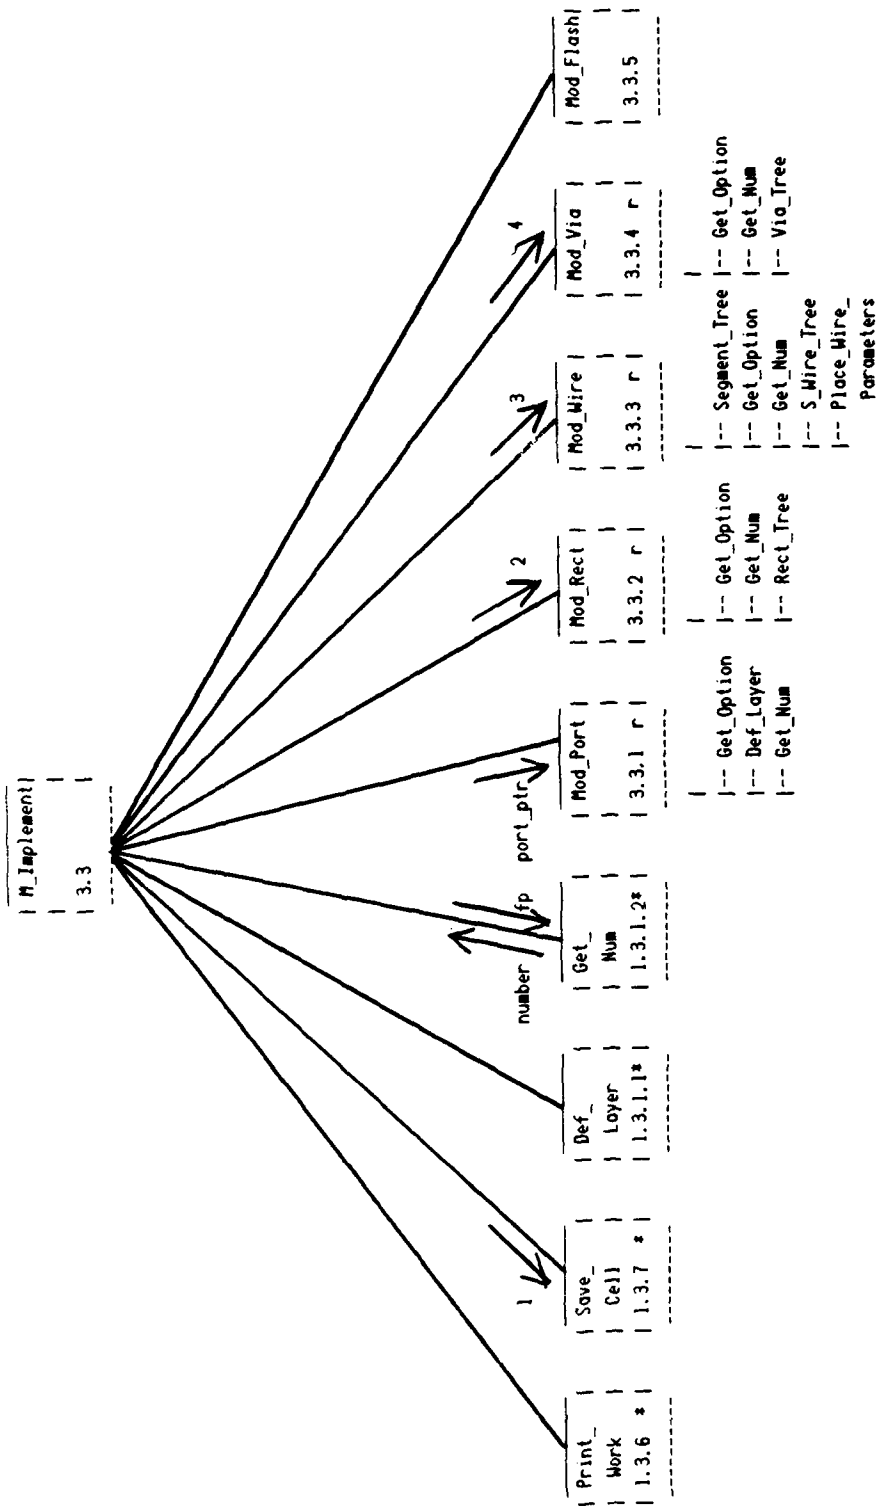 M_Implement
3.3
1
number
fp
port_ptr
2
3
4
Print_
Work
1.3.6 *
Save_
Cell
1.3.7 *
Def_
Layer
1.3.1.1*
Get_
Num
1.3.1.2*
Mod_Port
3.3.1 r
|-- Get_Option
|-- Def_Layer
|-- Get_Num
Mod_Rect
3.3.2 r
|-- Get_Option
|-- Get_Num
|-- Rect_Tree
Mod_Wire
3.3.3 r
|-- Segment_Tree
|-- Get_Option
|-- Get_Num
|-- S_Wire_Tree
|-- Place_Wire_
Parameters
Mod_Via
3.3.4 r
|-- Get_Option
|-- Get_Num
|-- Via_Tree
Mod_Flash
3.3.5